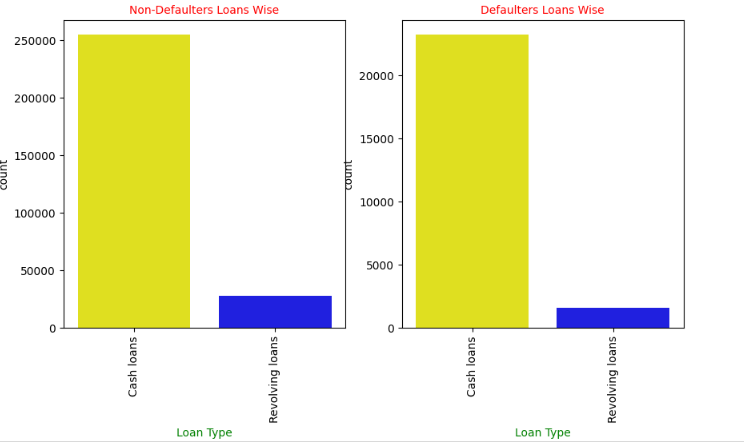 Non-Defaulters Loans Wise
250000
200000
150000
100000
50000
0
count
Cash loans
Revolving loans
Loan Type
Defaulters Loans Wise
20000
15000
10000
5000
0
count
Cash loans
Revolving loans
Loan Type